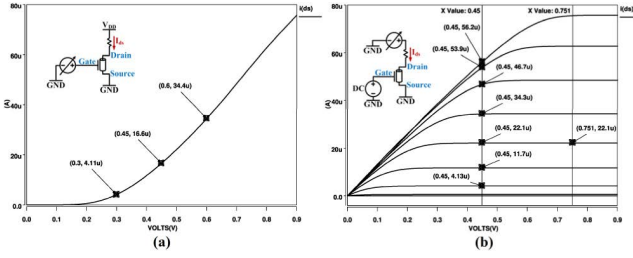 80u
60u
(A)
40u
20u
0.0
i(ds)
VDD
Ids
Drain
Gate
Source
GND
GND
(0.6, 34.4u)
(0.45, 16.6u)
(0.3, 4.11u)
0.0
0.1
0.2
0.3
0.4
0.5
0.6
0.7
0.8
0.9
VOLTS(V)
(a)
X Value: 0.45
X Value: 0.751
i(ds)
80u
60u
(A)
40u
20u
0.0
GND
Ids
Drain
Gate
Source
DC
GND
GND
(0.45, 56.2u)
(0.45, 53.9u)
(0.45, 46.7u)
(0.45, 34.3u)
(0.45, 22.1u)
(0.751, 22.1u)
(0.45, 11.7u)
(0.45, 4.13u)
0.0
0.1
0.2
0.3
0.4
0.5
0.6
0.7
0.8
0.9
VOLTS(V)
(b)